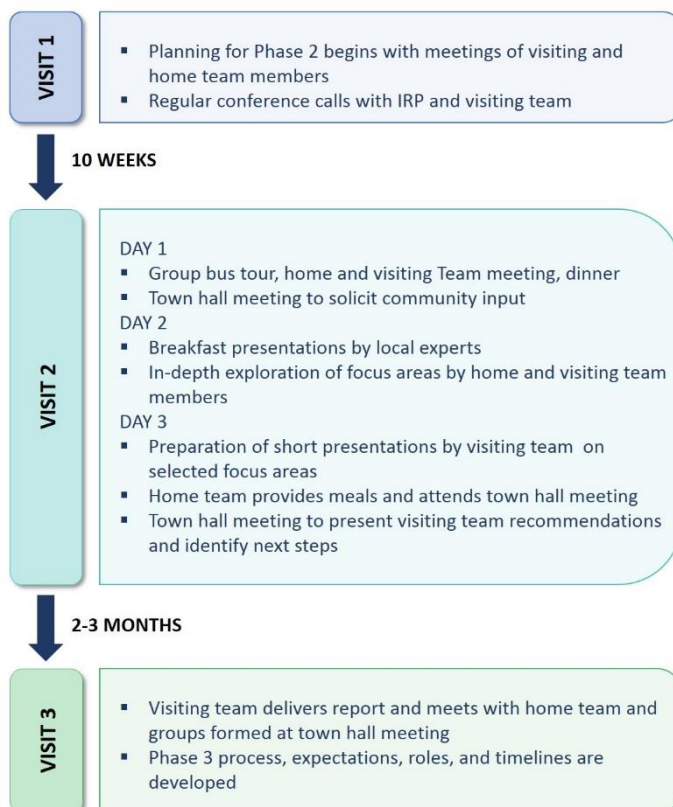 VISIT 1
▪ Planning for Phase 2 begins with meetings of visiting and
home team members
▪ Regular conference calls with IRP and visiting team
10 WEEKS
VISIT 2
DAY 1
▪ Group bus tour, home and visiting Team meeting, dinner
▪ Town hall meeting to solicit community input
DAY 2
▪ Breakfast presentations by local experts
▪ In-depth exploration of focus areas by home and visiting team
members
DAY 3
▪ Preparation of short presentations by visiting team on
selected focus areas
▪ Home team provides meals and attends town hall meeting
▪ Town hall meeting to present visiting team recommendations
and identify next steps
2-3 MONTHS
VISIT 3
▪ Visiting team delivers report and meets with home team and
groups formed at town hall meeting
▪ Phase 3 process, expectations, roles, and timelines are
developed